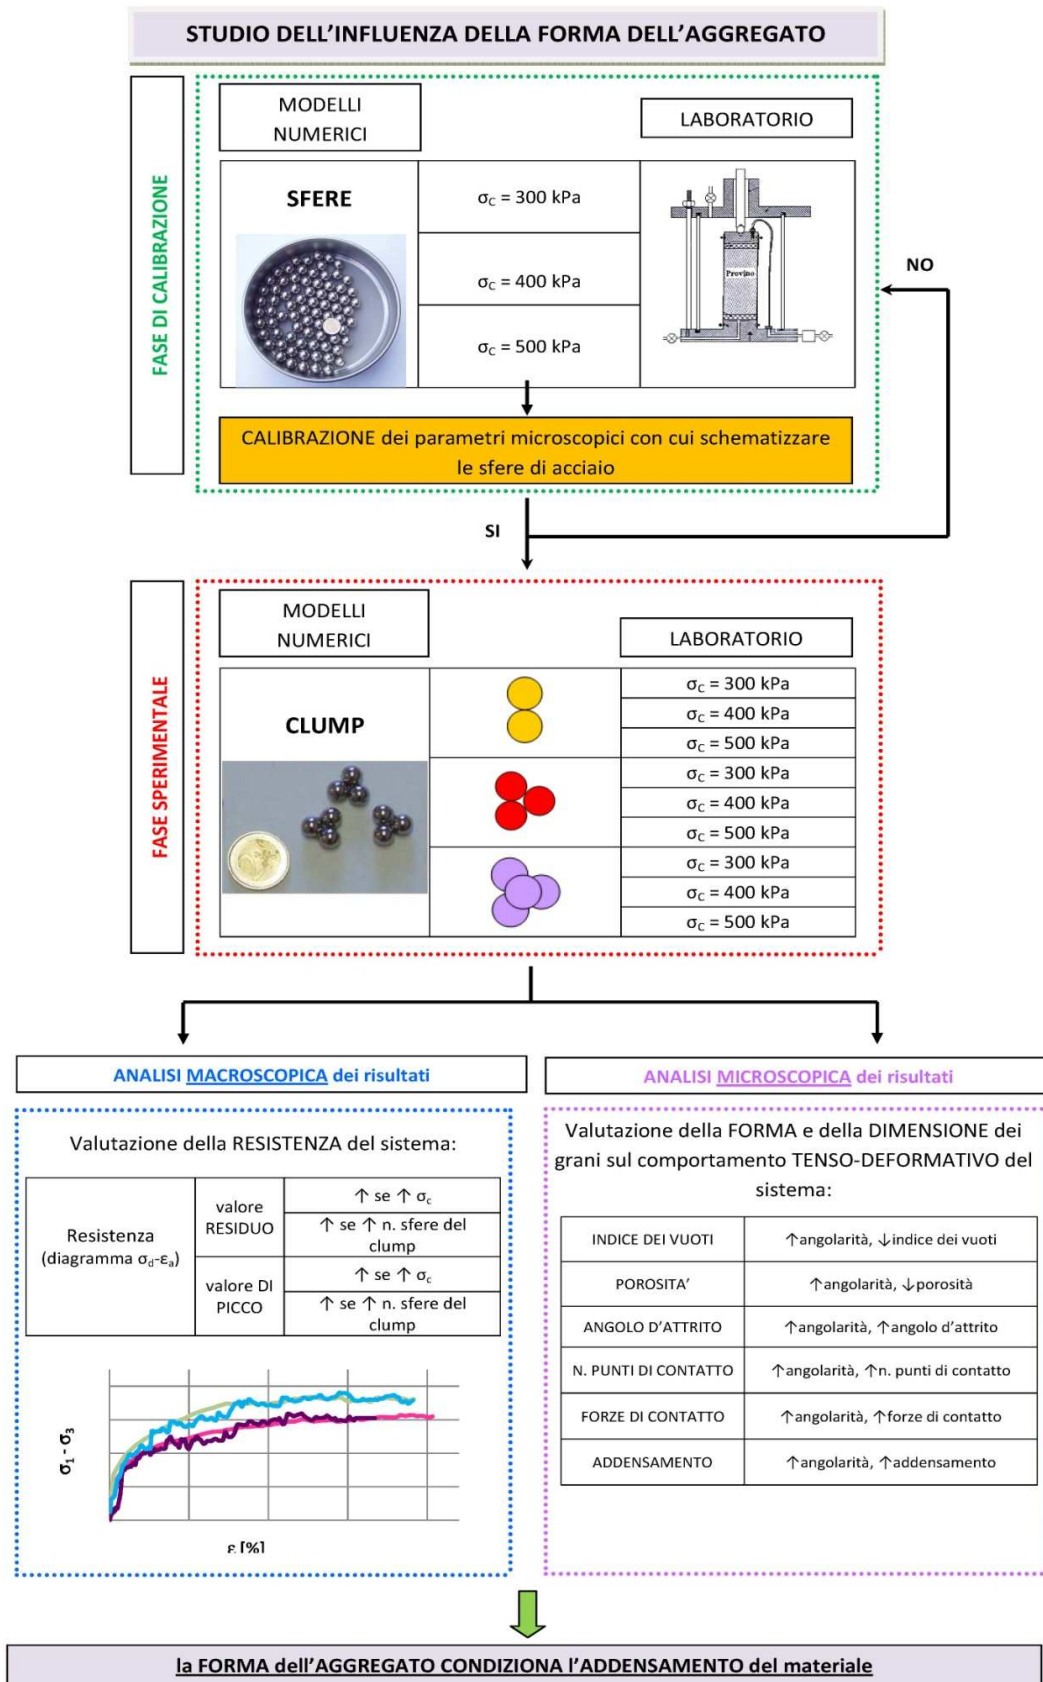 STUDIO DELL'INFLUENZA DELLA FORMA DELL'AGGREGATO
FASE DI CALIBRAZIONE
MODELLI
NUMERICI
LABORATORIO
SFERE
σC = 300 kPa
σC = 400 kPa
σC = 500 kPa
Provino
NO
CALIBRAZIONE dei parametri microscopici con cui schematizzare
le sfere di acciaio
SI
FASE SPERIMENTALE
MODELLI
NUMERICI
LABORATORIO
CLUMP
σC = 300 kPa
σC = 400 kPa
σC = 500 kPa
σC = 300 kPa
σC = 400 kPa
σC = 500 kPa
σC = 300 kPa
σC = 400 kPa
σC = 500 kPa
ANALISI MACROSCOPICA dei risultati
Valutazione della RESISTENZA del sistema:
Resistenza
(diagramma σd-εa)
valore
RESIDUO
↑ se ↑ σc
↑ se ↑ n. sfere del
clump
valore DI
PICCO
↑ se ↑ σc
↑ se ↑ n. sfere del
clump
σ1 - σ3
ε [%]
ANALISI MICROSCOPICA dei risultati
Valutazione della FORMA e della DIMENSIONE dei
grani sul comportamento TENSO-DEFORMATIVO del
sistema:
INDICE DEI VUOTI ↑angolarità, ↓indice dei vuoti
POROSITA' ↑angolarità, ↓porosità
ANGOLO D'ATTRITO ↑angolarità, ↑angolo d'attrito
N. PUNTI DI CONTATTO ↑angolarità, ↑n. punti di contatto
FORZE DI CONTATTO ↑angolarità, ↑forze di contatto
ADDENSAMENTO ↑angolarità, ↑addensamento
la FORMA dell'AGGREGATO CONDIZIONA l'ADDENSAMENTO del materiale